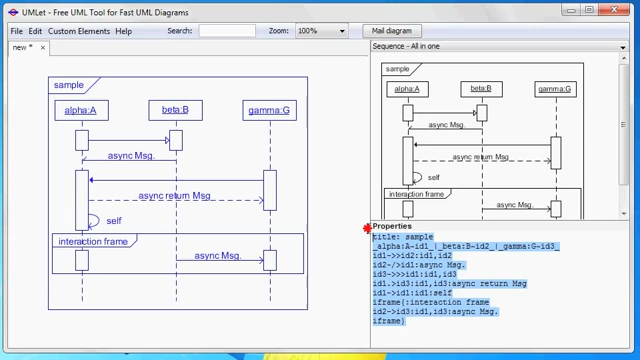 UMLet - Free UML Tool for Fast UML Diagrams
File Edit Custom Elements Help
Search:
Zoom: 100%
Mail diagram
new *
sample
alpha:A
beta:B
gamma:G
async Msg.
async return Msg
self
interaction frame
async Msg.
Sequence - All in one
sample
alpha:A
beta:B
gamma:G
async Msg.
async return Msg
self
interaction frame
async Msg.
Properties
title: sample
_alpha:A~id1_|_beta:B~id2_|_gamma:G~id3_
id1->>id2:id1,id2
id2-/>id1:async Msg.
id3->>>id1:id1,id3
id1.>id3:id1,id3:async return Msg
id1->id1:id1:self
iframe{:interaction frame
id2->id3:id1,id3:async Msg.
iframe}